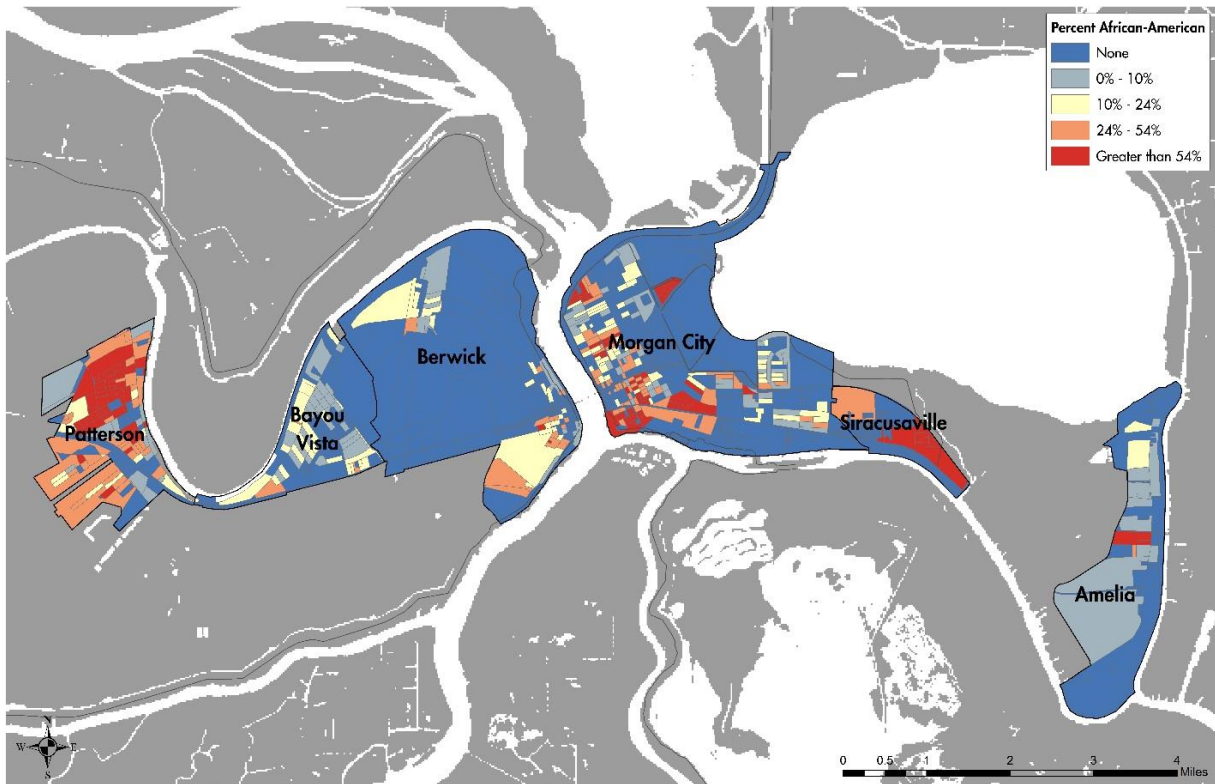 Percent African-American
None
0% - 10%
10% - 24%
24% - 54%
Greater than 54%
Berwick
Morgan City
Bayou
Vista
Patterson
Siracusaville
Amelia
N
W E
S
0 0.5 1 2 3 4
Miles